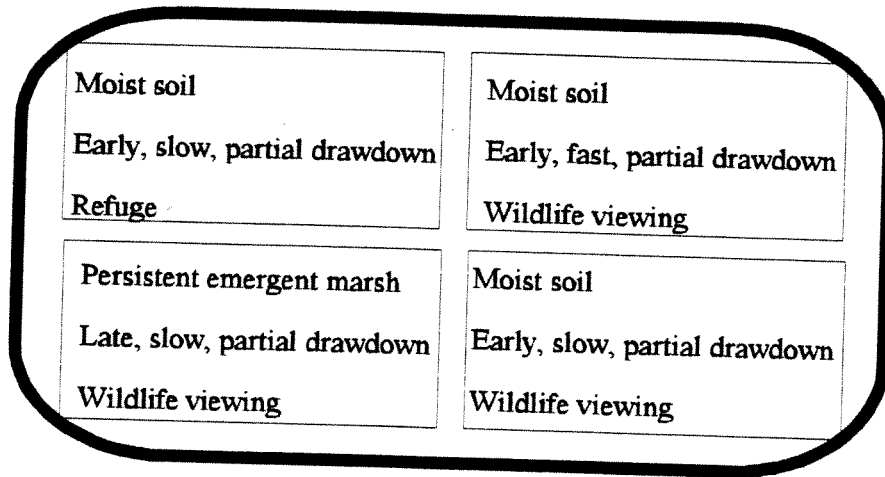 Moist soil
Early, slow, partial drawdown
Refuge
Moist soil
Early, fast, partial drawdown
Wildlife viewing
Persistent emergent marsh
Late, slow, partial drawdown
Wildlife viewing
Moist soil
Early, slow, partial drawdown
Wildlife viewing